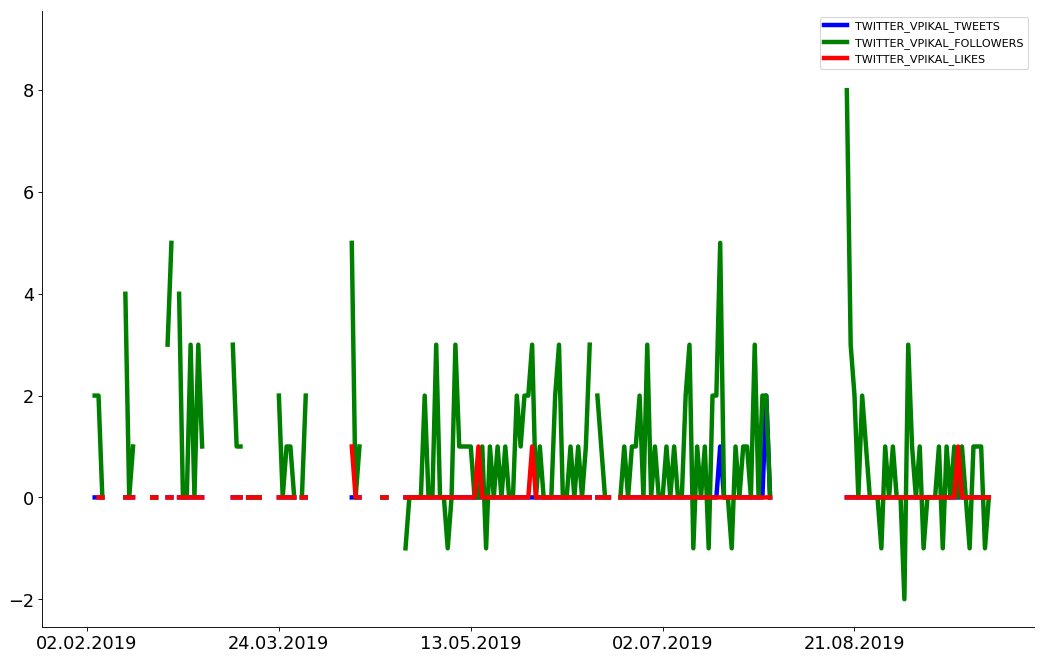 TWITTER_VPIKAL_TWEETS
TWITTER_VPIKAL_FOLLOWERS
TWITTER_VPIKAL_LIKES
8
6
4
2
0
−2
02.02.2019 24.03.2019 13.05.2019 02.07.2019 21.08.2019